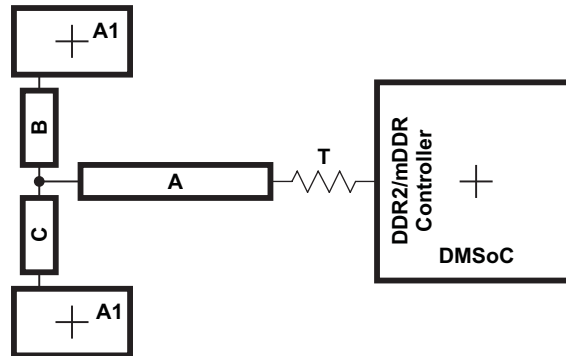 A1
B
T
A
DDR2/mDDR
Controller
C
DMSoC
A1